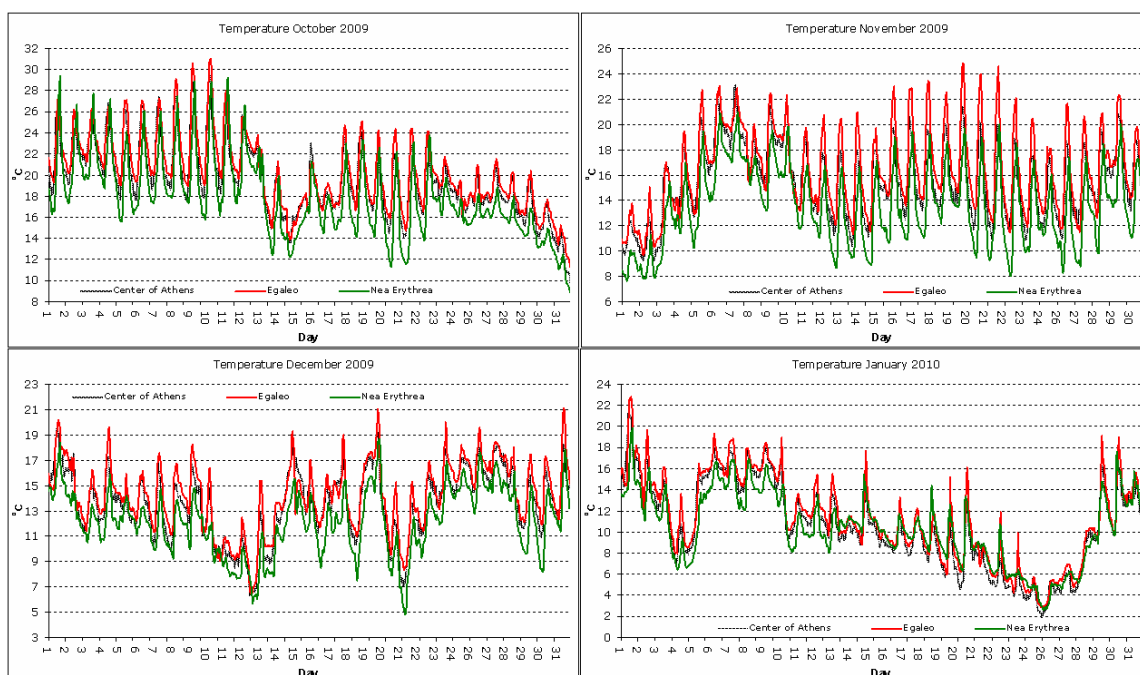 Temperature October 2009
32
30
28
26
24
22
20
18
16
14
12
10
8
°C
Center of Athens Egaleo Nea Erythrea
1 2 3 4 5 6 7 8 9 10 11 12 13 14 15 16 17 18 19 20 21 22 23 24 25 26 27 28 29 30 31
Day
Temperature November 2009
26
24
22
20
18
16
14
12
10
8
6
°C
Center of Athens Egaleo Nea Erythrea
1 2 3 4 5 6 7 8 9 10 11 12 13 14 15 16 17 18 19 20 21 22 23 24 25 26 27 28 29 30 31
Day
Temperature December 2009
Center of Athens Egaleo Nea Erythrea
23
21
19
17
15
13
11
9
7
5
3
°C
1 2 3 4 5 6 7 8 9 10 11 12 13 14 15 16 17 18 19 20 21 22 23 24 25 26 27 28 29 30 31
Day
Temperature January 2010
24
22
20
18
16
14
12
10
8
6
4
2
0
°C
Center of Athens Egaleo Nea Erythrea
1 2 3 4 5 6 7 8 9 10 11 12 13 14 15 16 17 18 19 20 21 22 23 24 25 26 27 28 29 30 31
Day